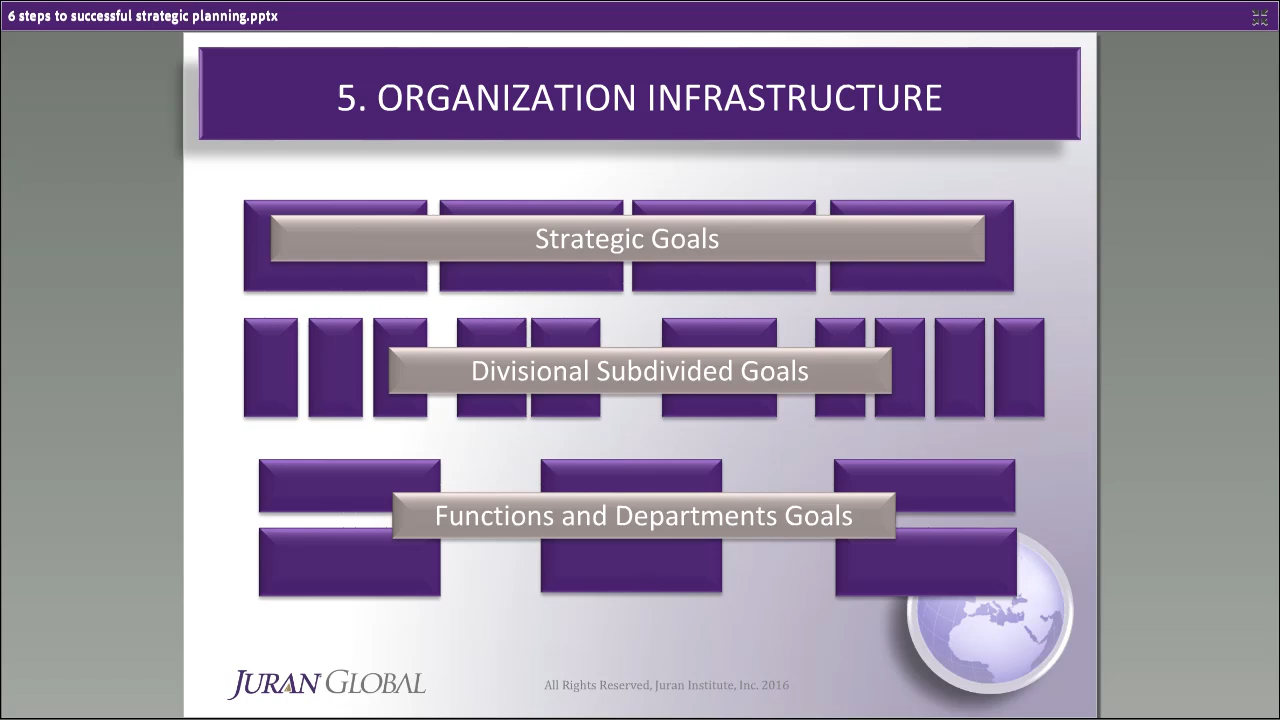 6 steps to successful strategic planning.pptx
5. ORGANIZATION INFRASTRUCTURE
Strategic Goals
Divisional Subdivided Goals
Functions and Departments Goals
JURAN GLOBAL
All Rights Reserved, Juran Institute, Inc. 2016